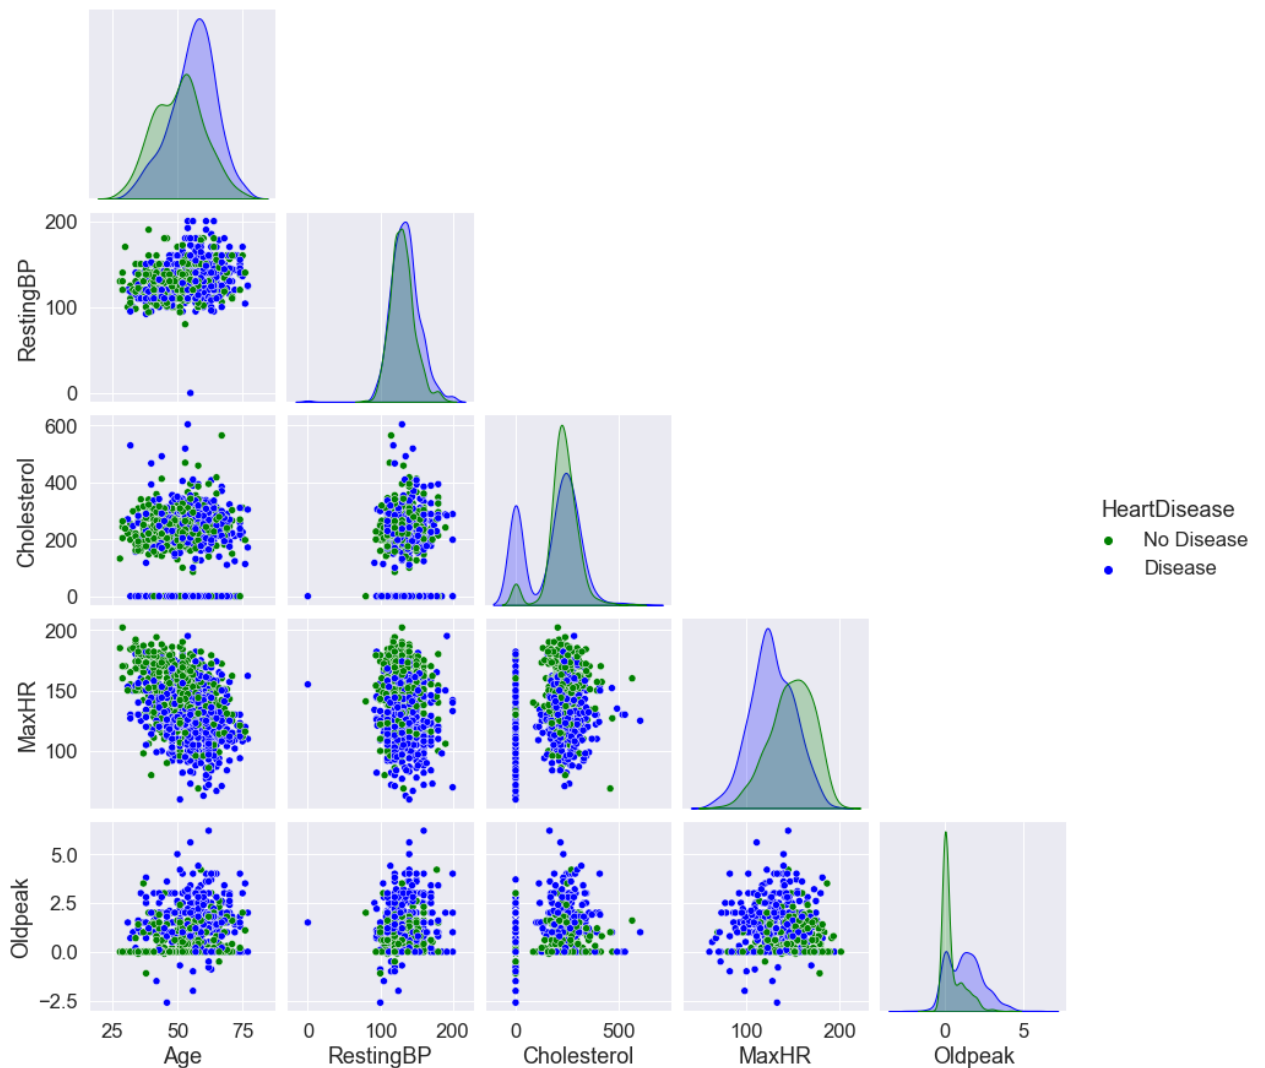 200
RestingBP
100
0
600
Cholesterol
400
200
0
200
MaxHR
150
100
5.0
Oldpeak
2.5
0.0
−2.5
25 50 75 0 100 200 0 500 100 200 0 5
Age RestingBP Cholesterol MaxHR Oldpeak
HeartDisease
No Disease
Disease